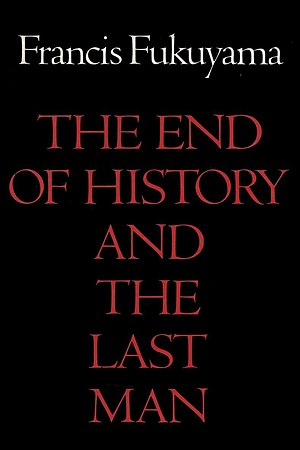 Francis Fukuyama
THE END
OF HISTORY
AND
THE
LAST
MAN